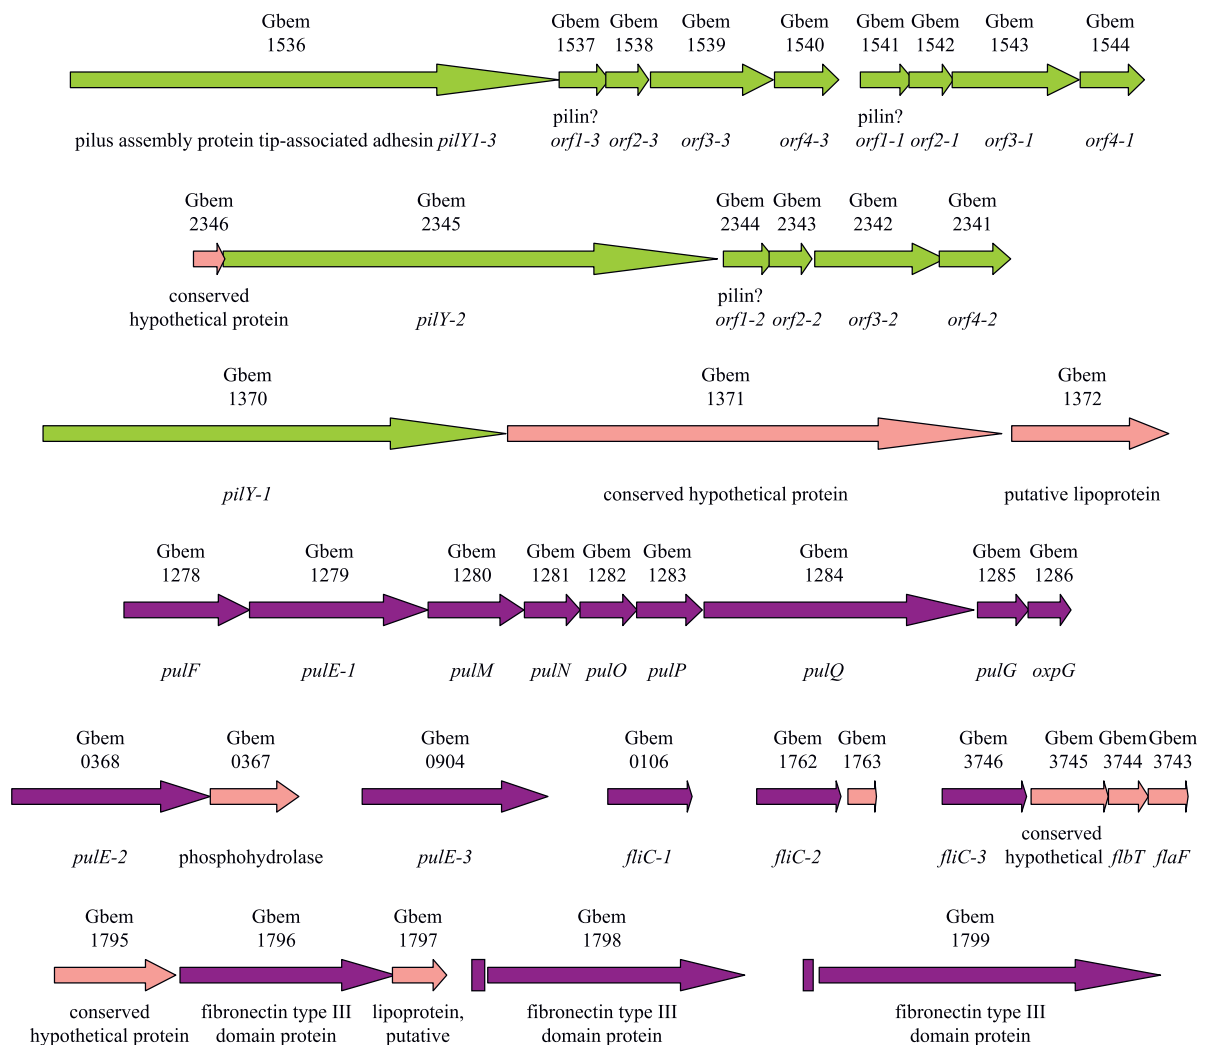 Gbem Gbem Gbem Gbem Gbem Gbem Gbem Gbem Gbem
1536 1537 1538 1539 1540 1541 1542 1543 1544
pilin? pilin?
pilus assembly protein tip-associated adhesin pilY1-3 orf1-3 orf2-3 orf3-3 orf4-3 orf1-1 orf2-1 orf3-1 orf4-1
Gbem Gbem Gbem Gbem Gbem Gbem
2346 2345 2344 2343 2342 2341
conserved pilin?
hypothetical protein pilY-2 orf1-2 orf2-2 orf3-2 orf4-2
Gbem Gbem Gbem
1370 1371 1372
pilY-1 conserved hypothetical protein putative lipoprotein
Gbem Gbem Gbem Gbem Gbem Gbem Gbem Gbem Gbem
1278 1279 1280 1281 1282 1283 1284 1285 1286
pulF pulE-1 pulM pulN pulO pulP pulQ pulG oxpG
Gbem Gbem Gbem Gbem Gbem Gbem Gbem Gbem Gbem Gbem
0368 0367 0904 0106 1762 1763 3746 3745 3744 3743
conserved
pulE-2 phosphohydrolase pulE-3 fliC-1 fliC-2 fliC-3 hypothetical flbT flaF
Gbem Gbem Gbem Gbem Gbem
1795 1796 1797 1798 1799
conserved fibronectin type III lipoprotein, fibronectin type III fibronectin type III
hypothetical protein domain protein putative domain protein domain protein